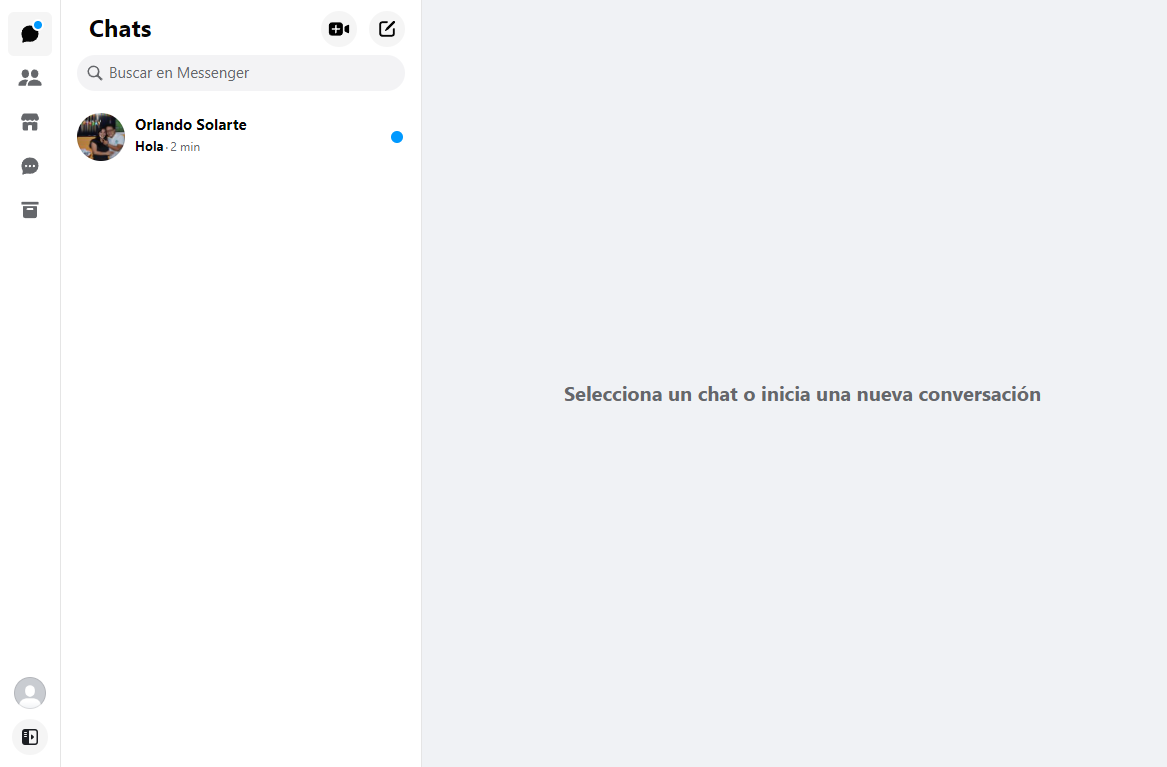 Chats
Buscar en Messenger
Orlando Solarte
Hola · 2 min
Selecciona un chat o inicia una nueva conversación